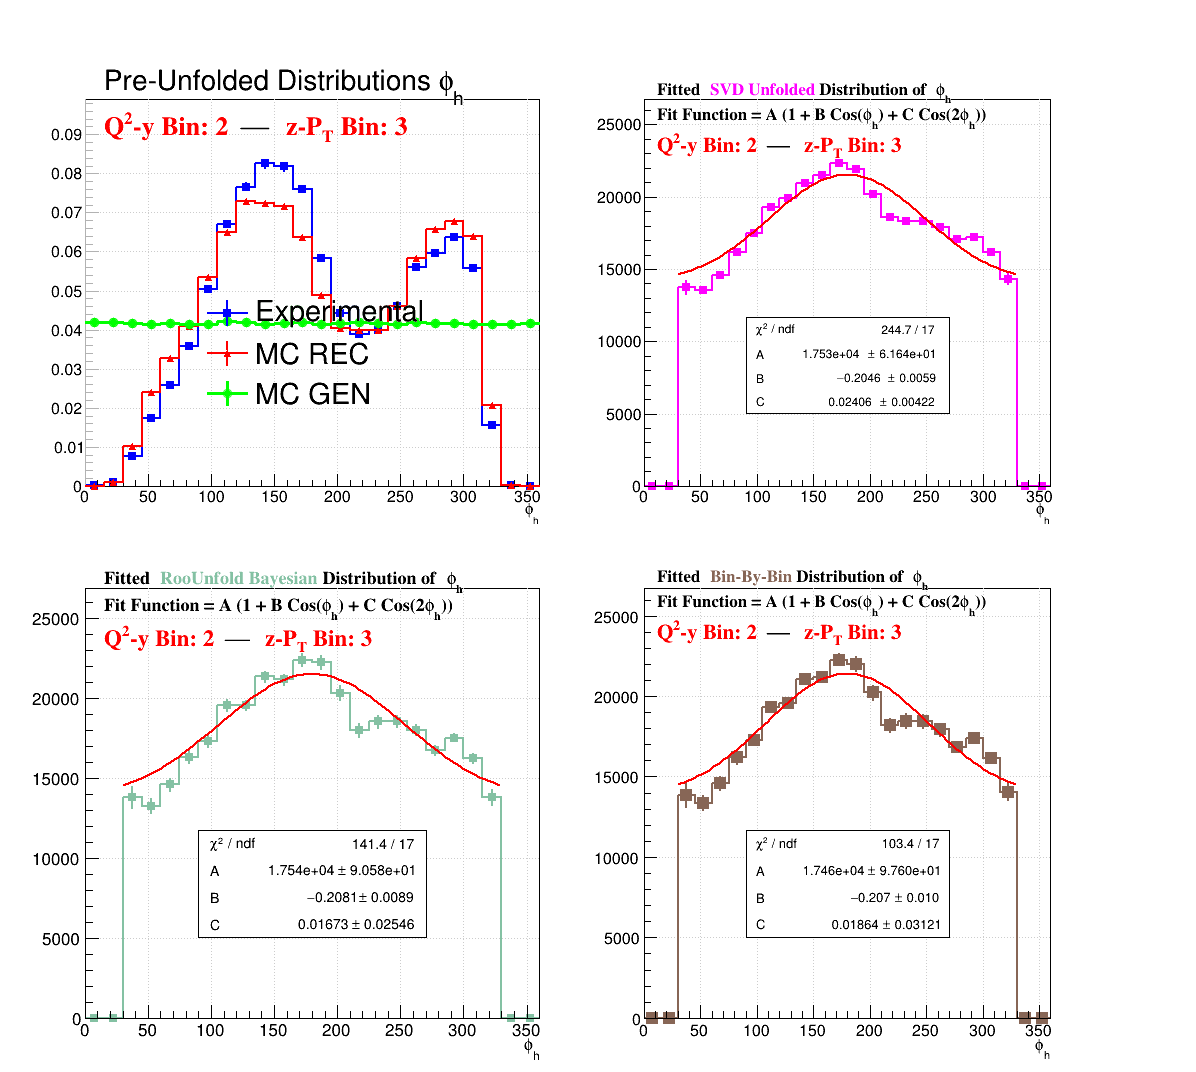 Pre-Unfolded Distributions ϕh
Q²-y Bin: 2 — z-PT Bin: 3
0.09
0.08
0.07
0.06
0.05
0.04
0.03
0.02
0.01
0
Experimental
MC REC
MC GEN
0 50 100 150 200 250 300 350
ϕh
Fitted SVD Unfolded Distribution of ϕh
Fit Function = A (1 + B Cos(ϕh) + C Cos(2ϕh))
Q²-y Bin: 2 — z-PT Bin: 3
25000
20000
15000
10000
5000
0
χ² / ndf 244.7 / 17
A 1.753e+04 ± 6.164e+01
B −0.2046 ± 0.0059
C 0.02406 ± 0.00422
0 50 100 150 200 250 300 350
ϕh
Fitted RooUnfold Bayesian Distribution of ϕh
Fit Function = A (1 + B Cos(ϕh) + C Cos(2ϕh))
Q²-y Bin: 2 — z-PT Bin: 3
25000
20000
15000
10000
5000
0
χ² / ndf 141.4 / 17
A 1.754e+04 ± 9.058e+01
B −0.2081 ± 0.0089
C 0.01673 ± 0.02546
0 50 100 150 200 250 300 350
ϕh
Fitted Bin-By-Bin Distribution of ϕh
Fit Function = A (1 + B Cos(ϕh) + C Cos(2ϕh))
Q²-y Bin: 2 — z-PT Bin: 3
25000
20000
15000
10000
5000
0
χ² / ndf 103.4 / 17
A 1.746e+04 ± 9.760e+01
B −0.207 ± 0.010
C 0.01864 ± 0.03121
0 50 100 150 200 250 300 350
ϕh